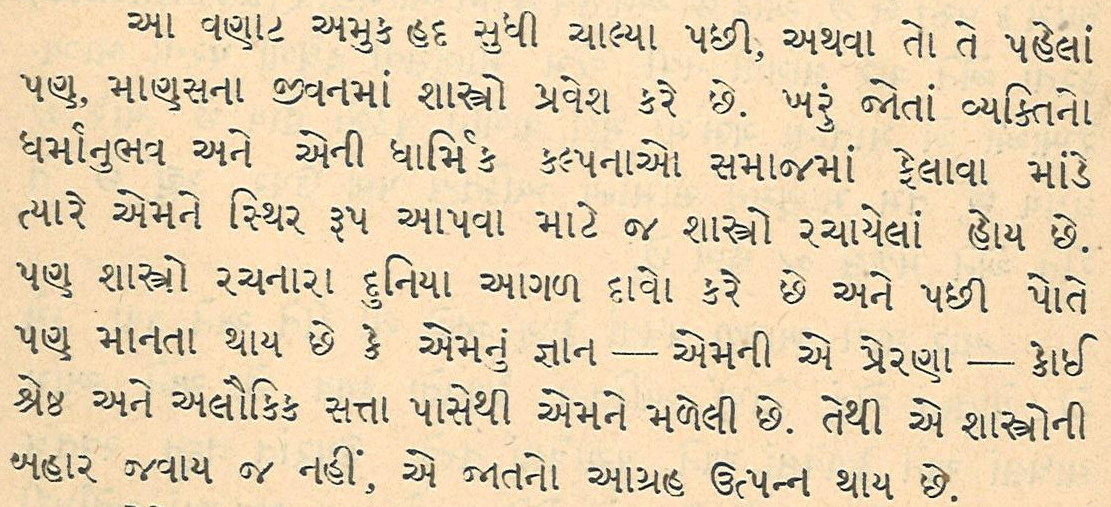 આ વણાટ અમુક હદ સુધી ચાલ્યા પછી, અથવા તો તે પહેલાં
પણ, માણસના જીવનમાં શાસ્ત્રો પ્રવેશ કરે છે. ખરું જોતાં વ્યક્તિનો
ધર્માનુભવ અને એની ધાર્મિક કલ્પનાઓ સમાજમાં ફેલાવા માંડે
ત્યારે એમને સ્થિર રૂપ આપવા માટે જ શાસ્ત્રો રચાયેલાં હોય છે.
પણ શાસ્ત્રો રચનારા દુનિયા આગળ દાવો કરે છે અને પછી પોતે
પણ માનતા થાય છે કે એમનું જ્ઞાન — એમની એ પ્રેરણા — કોઈ
શ્રેષ્ઠ અને અલૌકિક સત્તા પાસેથી એમને મળેલી છે. તેથી એ શાસ્ત્રોની
બહાર જવાય જ નહીં, એ જાતનો આગ્રહ ઉત્પન્ન થાય છે.